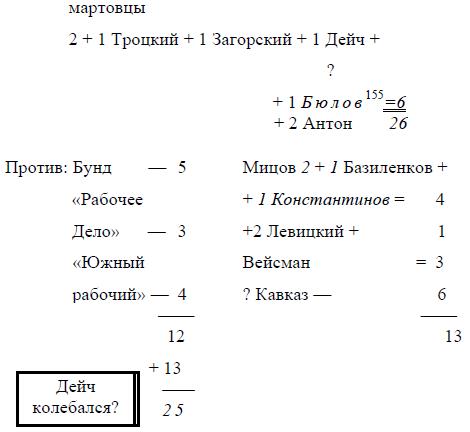 мартовцы
2 + 1 Троцкий + 1 Загорский + 1 Дейч +
?
+ 1 Бюлов 155 =6
+ 2 Антон 26
Против: Бунд — 5 Мицов 2 + 1 Базиленков +
«Рабочее + 1 Константинов = 4
Дело» — 3 +2 Левицкий + 1
«Южный Вейсман = 3
рабочий» — 4 ? Кавказ — 6
12 13
+ 13
Дейч
колебался?
25